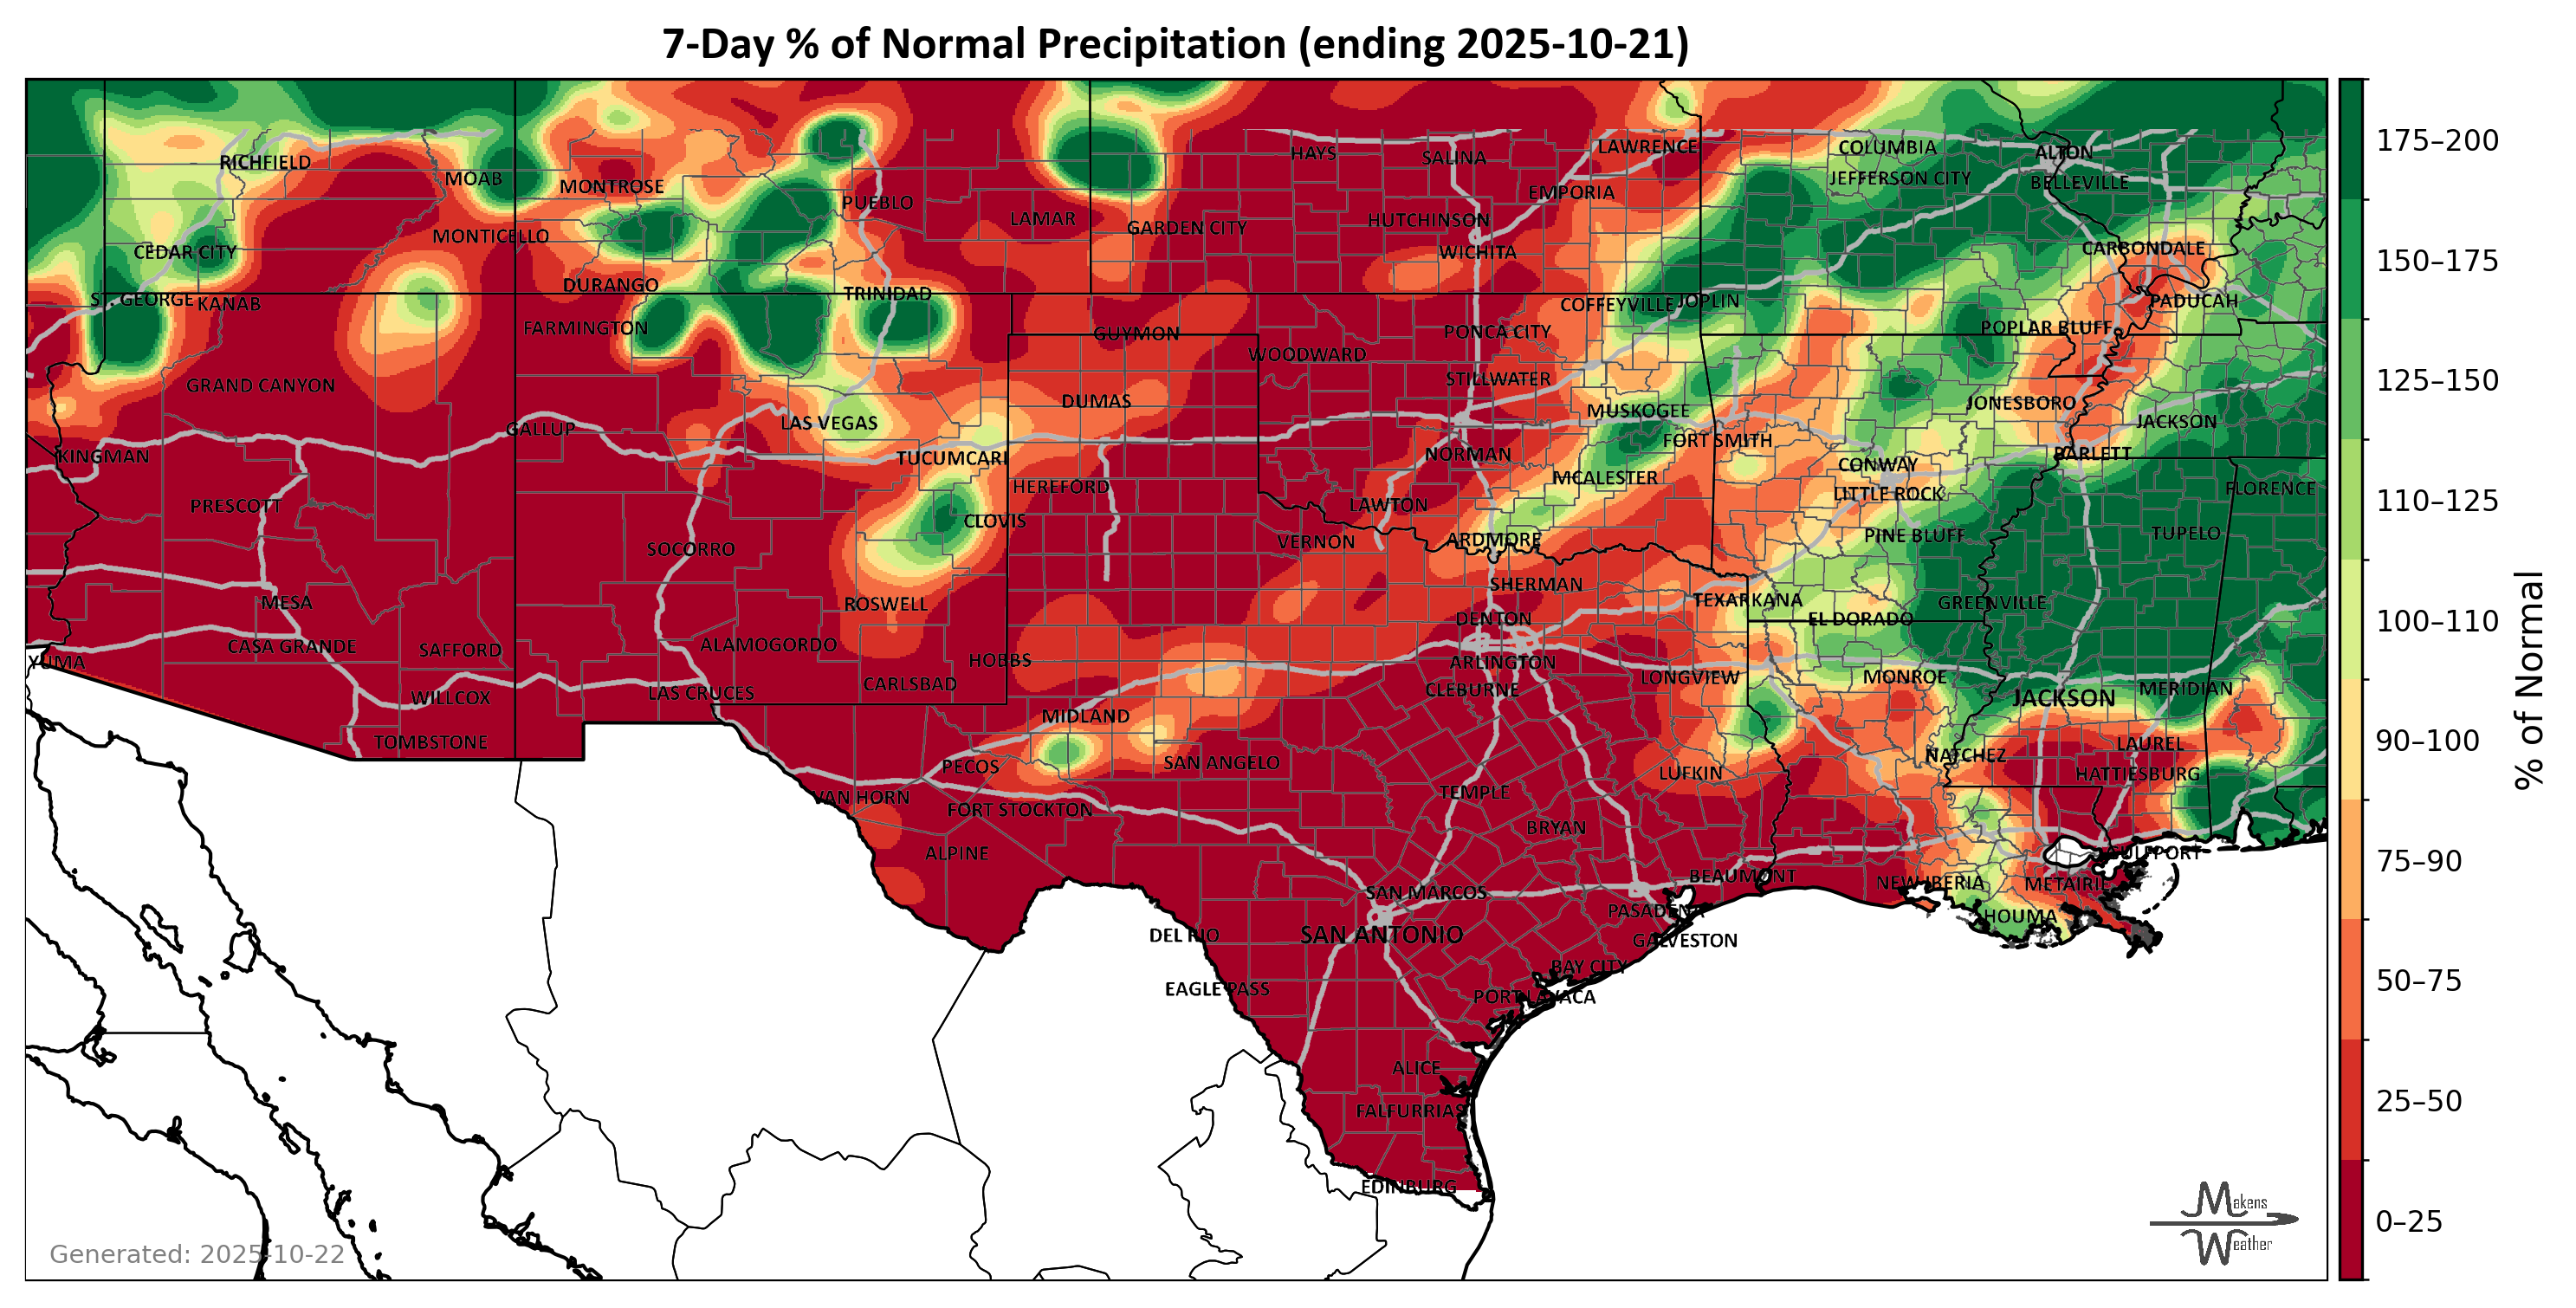 7-Day % of Normal Precipitation (ending 2025-10-21)
RICHFIELD
MOAB
MONTROSE
PUEBLO
LAMAR
HAYS
SALINA
LAWRENCE
COLUMBIA
ALTON
EMPORIA
JEFFERSON CITY
BELLEVILLE
CEDAR CITY
MONTICELLO
GARDEN CITY
HUTCHINSON
WICHITA
CARBONDALE
ST. GEORGE
KANAB
DURANGO
TRINIDAD
COFFEYVILLE
JOPLIN
PADUCAH
FARMINGTON
GUYMON
PONCA CITY
POPLAR BLUFF
WOODWARD
GRAND CANYON
STILLWATER
DUMAS
MUSKOGEE
JONESBORO
JACKSON
GALLUP
LAS VEGAS
FORT SMITH
KINGMAN
TUCUMCARI
NORMAN
CONWAY
BARLETT
MCALESTER
HEREFORD
LITTLE ROCK
FLORENCE
PRESCOTT
LAWTON
CLOVIS
PINE BLUFF
TUPELO
SOCORRO
VERNON
ARDMORE
SHERMAN
MESA
ROSWELL
TEXARKANA
GREENVILLE
DENTON
EL DORADO
CASA GRANDE
SAFFORD
ALAMOGORDO
YUMA
HOBBS
ARLINGTON
CARLSBAD
CLEBURNE
LONGVIEW
MONROE
MERIDIAN
WILLCOX
LAS CRUCES
JACKSON
MIDLAND
TOMBSTONE
LAUREL
PECOS
SAN ANGELO
NATCHEZ
HATTIESBURG
LUFKIN
VAN HORN
FORT STOCKTON
TEMPLE
BRYAN
ALPINE
GULFPORT
BEAUMONT
SAN MARCOS
NEW IBERIA
METAIRIE
PASADENA
HOUMA
DEL RIO
SAN ANTONIO
GALVESTON
BAY CITY
EAGLE PASS
PORT LAVACA
ALICE
FALFURRIAS
EDINBURG
Generated: 2025-10-22
Makens
Weather
175–200
150–175
125–150
110–125
100–110
90–100
75–90
50–75
25–50
0–25
% of Normal